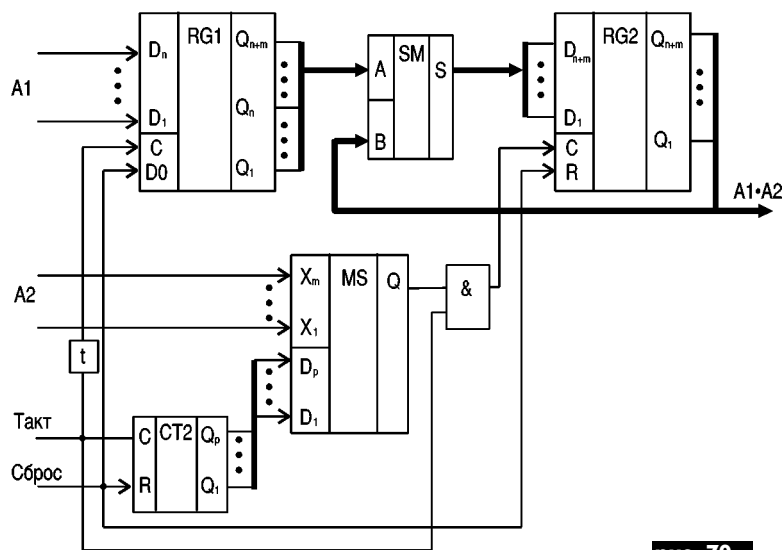 A1
Dn
D1
C
D0
RG1
Qn+m
Qn
Q1
A
B
SM
S
Dn+m
D1
C
R
RG2
Qn+m
Q1
A1•A2
A2
Xm
X1
Dp
D1
MS
Q
&
t
Такт
Сброс
C
R
CT2
Qp
Q1